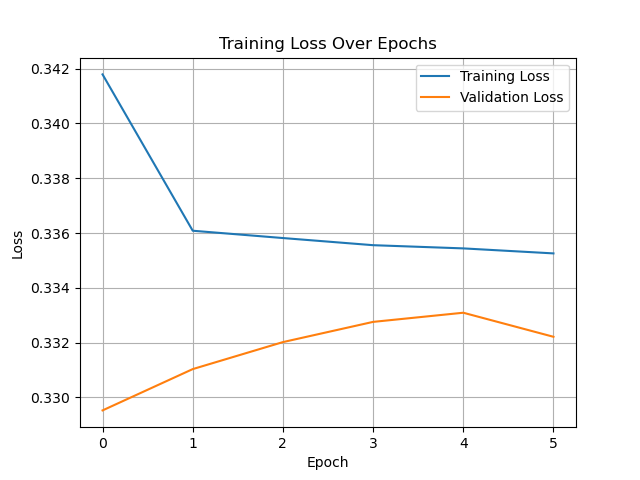 Training Loss Over Epochs
Training Loss
Validation Loss
0.342
0.340
0.338
0.336
0.334
0.332
0.330
Loss
0 1 2 3 4 5
Epoch